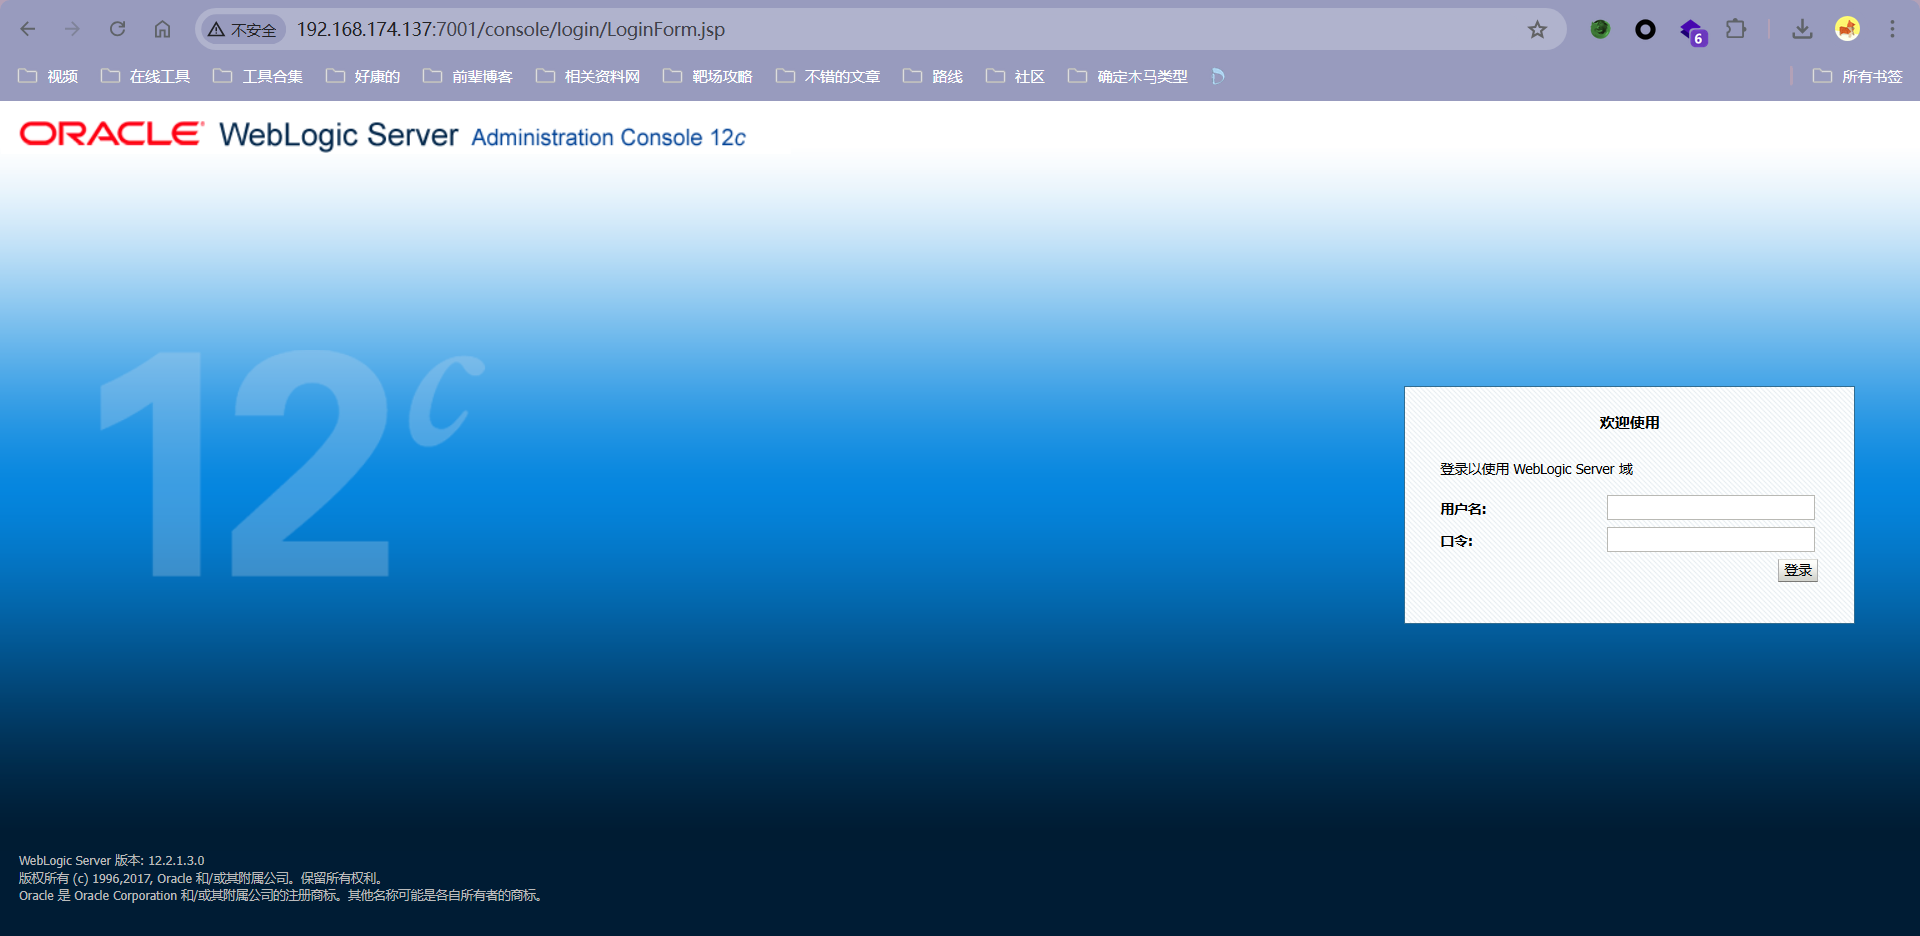 不安全 192.168.174.137:7001/console/login/LoginForm.jsp
6
视频 在线工具 工具合集 好康的 前辈博客 相关资料网 靶场攻略 不错的文章 路线 社区 确定木马类型 所有书签
ORACLE WebLogic Server Administration Console 12c
12c
欢迎使用
登录以使用 WebLogic Server 域
用户名:
口令:
登录
WebLogic Server 版本: 12.2.1.3.0
版权所有 (c) 1996,2017, Oracle 和/或其附属公司。保留所有权利。
Oracle 是 Oracle Corporation 和/或其附属公司的注册商标。其他名称可能是各自所有者的商标。